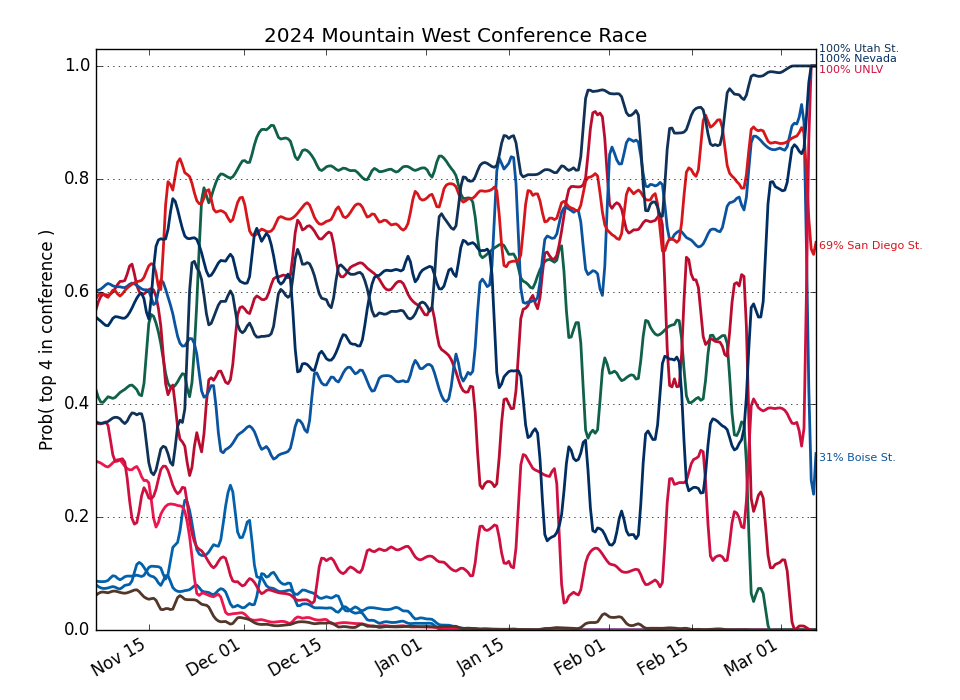 2024 Mountain West Conference Race
100% Utah St.
100% Nevada
100% UNLV
69% San Diego St.
31% Boise St.
Prob( top 4 in conference )
1.0
0.8
0.6
0.4
0.2
0.0
Nov 15
Dec 01
Dec 15
Jan 01
Jan 15
Feb 01
Feb 15
Mar 01